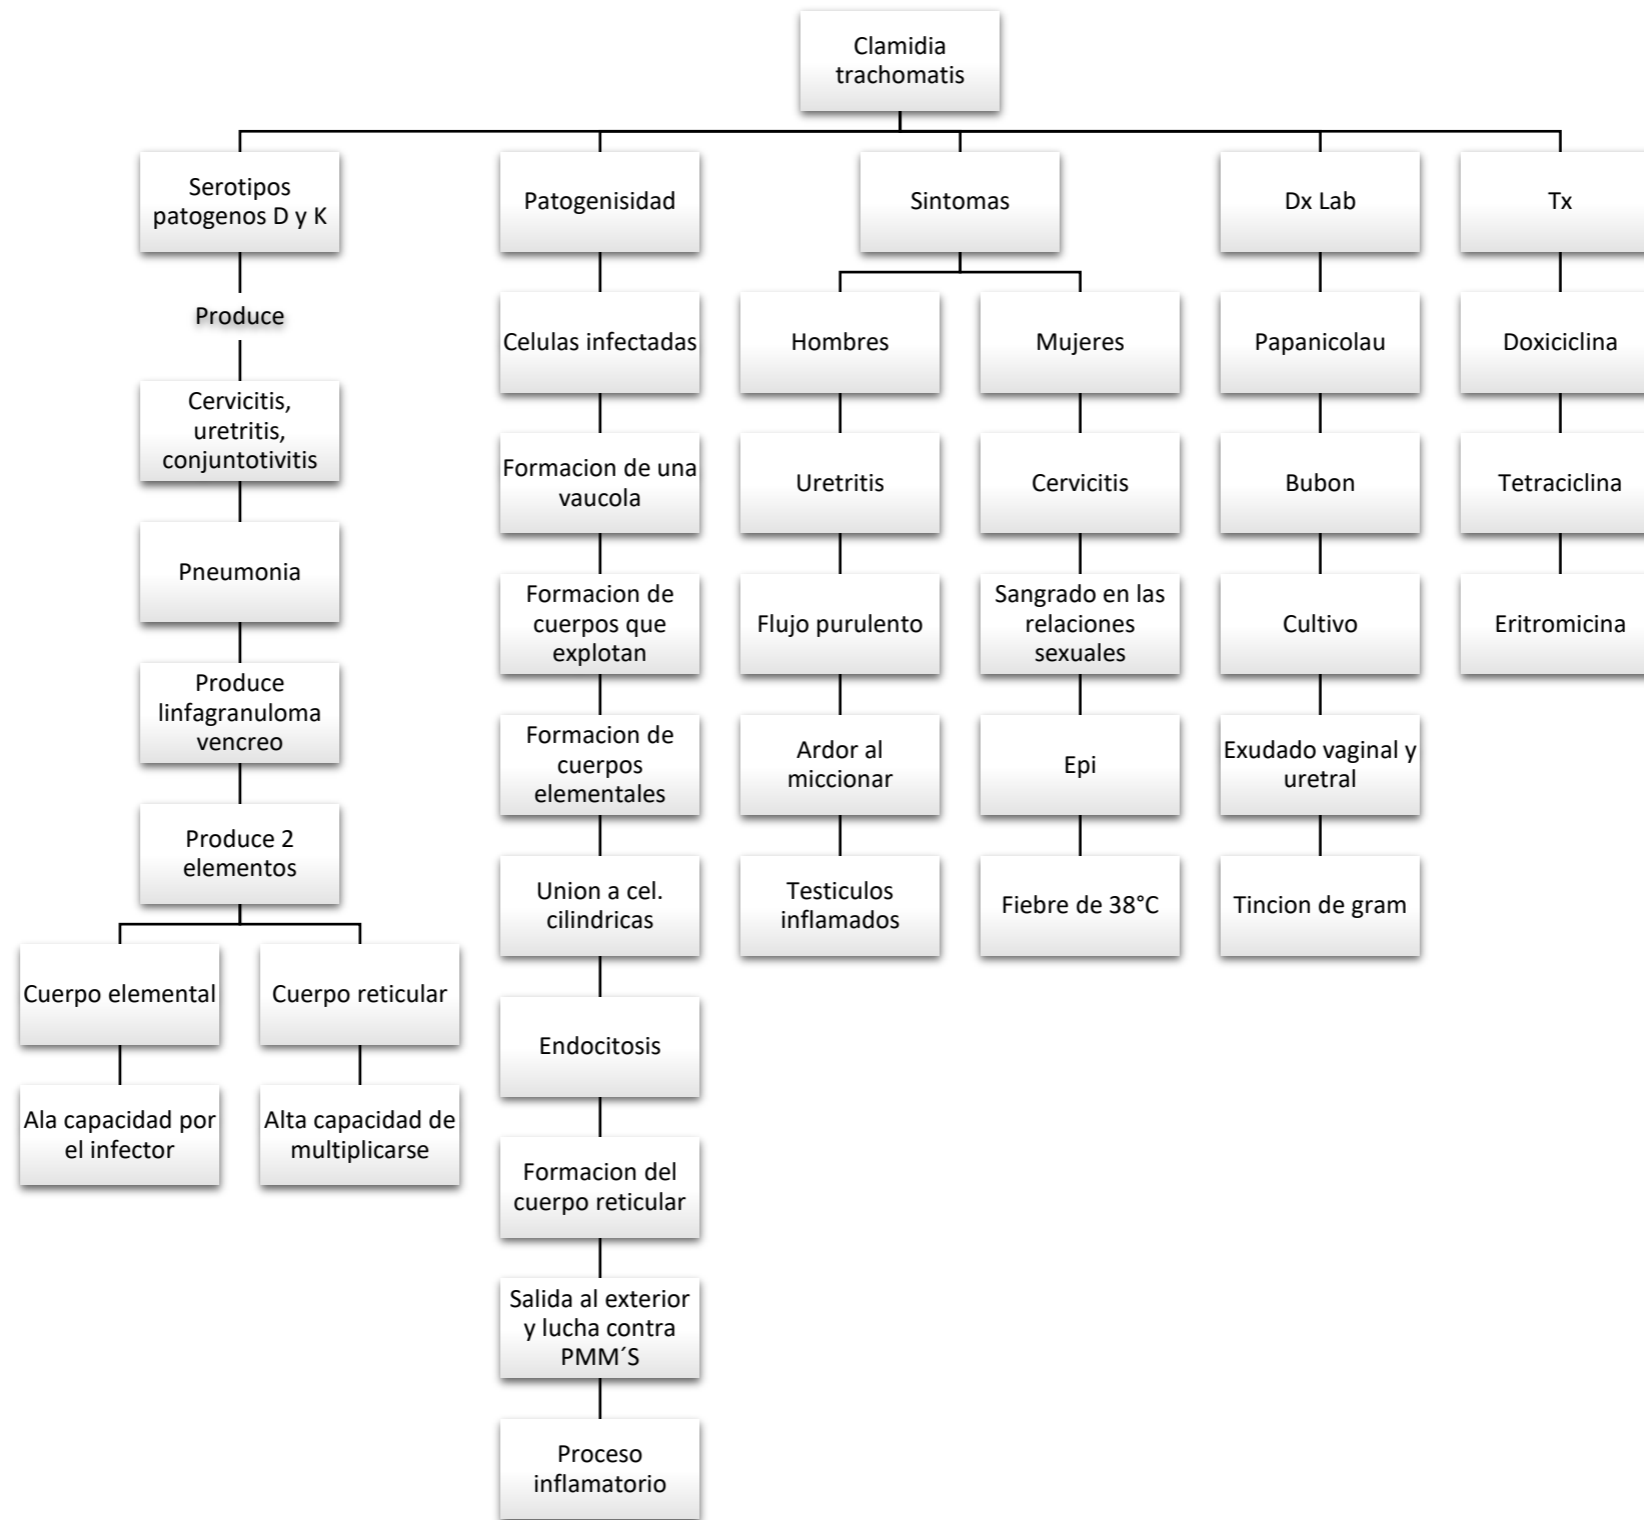 Clamidia
trachomatis
Serotipos
patogenos D y K
Produce
Cervicitis,
uretritis,
conjuntotivitis
Pneumonia
Produce
linfagranuloma
vencreo
Produce 2
elementos
Cuerpo elemental
Ala capacidad por
el infector
Cuerpo reticular
Alta capacidad de
multiplicarse
Patogenisidad
Celulas infectadas
Formacion de una
vaucola
Formacion de
cuerpos que
explotan
Formacion de
cuerpos
elementales
Union a cel.
cilindricas
Endocitosis
Formacion del
cuerpo reticular
Salida al exterior
y lucha contra
PMM´S
Proceso
inflamatorio
Sintomas
Hombres
Uretritis
Flujo purulento
Ardor al
miccionar
Testiculos
inflamados
Mujeres
Cervicitis
Sangrado en las
relaciones
sexuales
Epi
Fiebre de 38°C
Dx Lab
Papanicolau
Bubon
Cultivo
Exudado vaginal y
uretral
Tincion de gram
Tx
Doxiciclina
Tetraciclina
Eritromicina